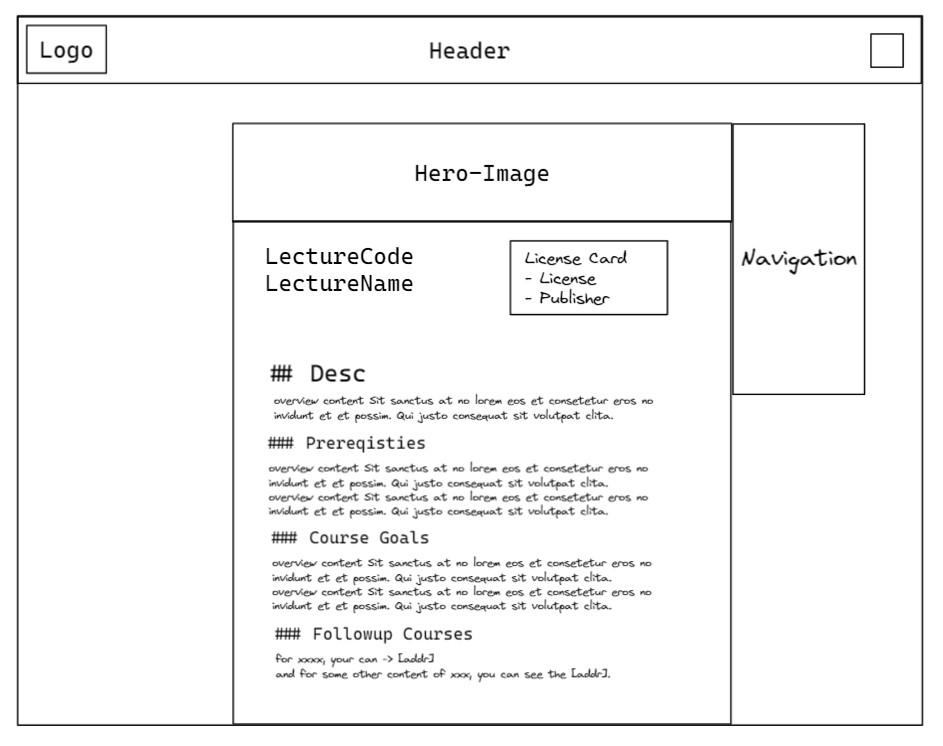 Logo
Header
Hero-Image
LectureCode
LectureName
License Card
- License
- Publisher
Navigation
## Desc
overview content Sit sanctus at no lorem eos et consetetur eros no
invidunt et et possim. Qui justo consequat sit volutpat clita.
### Prereqisties
overview content Sit sanctus at no lorem eos et consetetur eros no
invidunt et et possim. Qui justo consequat sit volutpat clita.
overview content Sit sanctus at no lorem eos et consetetur eros no
invidunt et et possim. Qui justo consequat sit volutpat clita.
### Course Goals
overview content Sit sanctus at no lorem eos et consetetur eros no
invidunt et et possim. Qui justo consequat sit volutpat clita.
overview content Sit sanctus at no lorem eos et consetetur eros no
invidunt et et possim. Qui justo consequat sit volutpat clita.
### Followup Courses
for xxxx, your can -> [addr]
and for some other content of xxx, you can see the [addr].